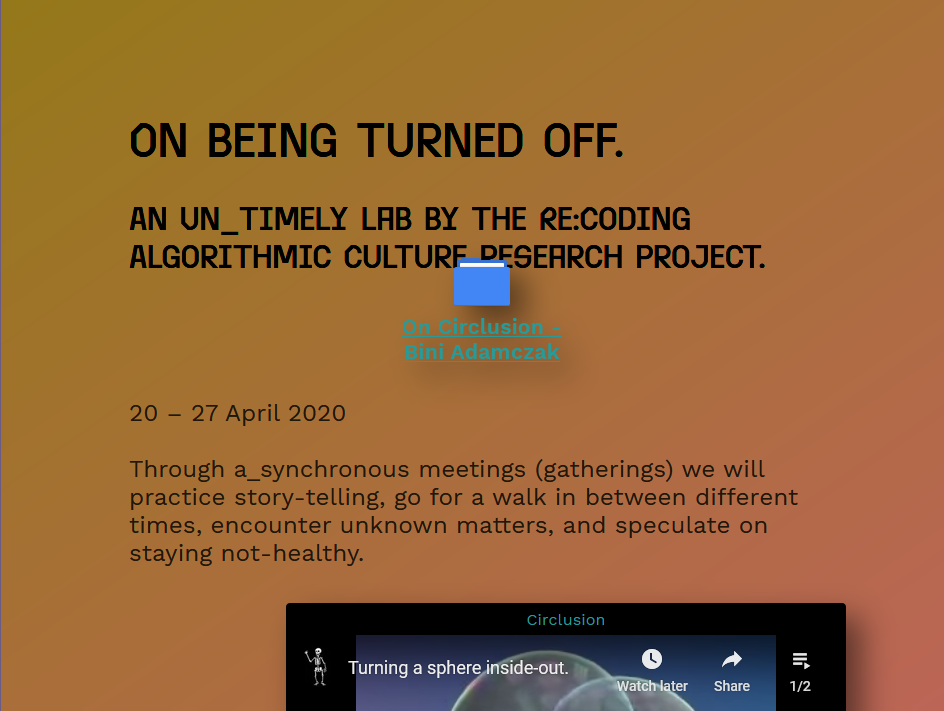 ON BEING TURNED OFF.
AN UN_TIMELY LAB BY THE RE:CODING
ALGORITHMIC CULTURE RESEARCH PROJECT.
On Circlusion -
Bini Adamczak
20 – 27 April 2020
Through a_synchronous meetings (gatherings) we will
practice story-telling, go for a walk in between different
times, encounter unknown matters, and speculate on
staying not-healthy.
Circlusion
Turning a sphere inside-out.
Watch later
Share
1/2